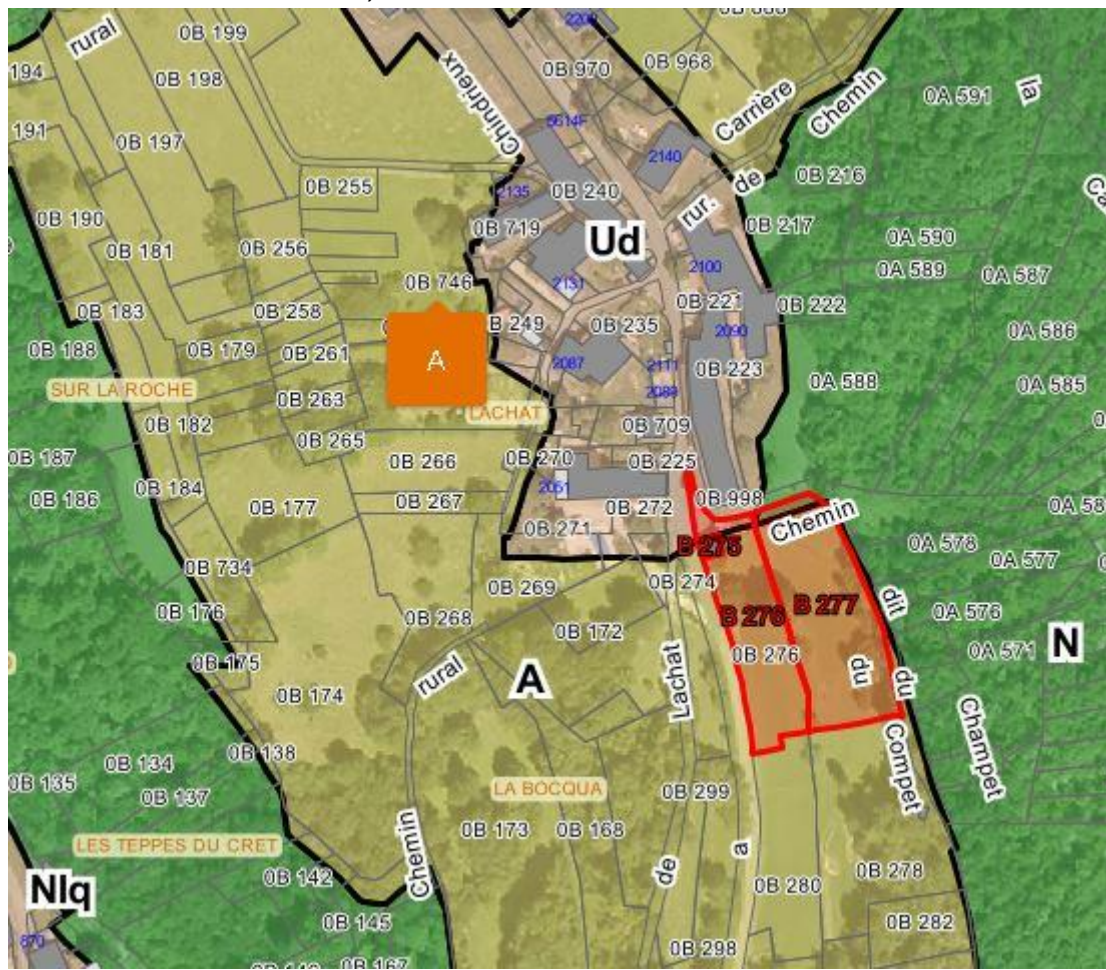 2200
0B 199
rural
0B 970
0B 968
194
0B 198
Chindrieux
Carrière
Chemin
0A 591
la
191
0B 197
5614F
2140
0B 255
2135
0B 240
de
0B 216
0B 190
0B 719
rur.
0B 217
0B 181
0B 256
Ud
0A 590
0B 746
2131
2100
0A 589
0A 587
0B 183
0B 258
0B 249
0B 235
0B 221
0B 222
0A 586
0B 188
0B 179
0B 261
A
2087
2111
2090
0B 223
0A 588
0A 585
SUR LA ROCHE
0B 263
LACHAT
2089
0B 182
0B 265
0B 709
0B 187
0B 266
0B 270
0B 225
0B 186
0B 184
0B 177
0B 267
2051
0B 272
0B 998
0A 58
0B 271
Chemin
B 275
0A 578
0A 577
0B 734
0B 269
0B 274
dit
0B 176
0B 268
0B 172
B 276
B 277
0A 576
0B 175
0B 276
0A 571
N
rural
A
Lachat
du
du
0B 174
0B 138
Compet
Champet
0B 135
0B 134
0B 137
LA BOCQUA
0B 299
0B 173
0B 168
LES TEPPES DU CRET
Chemin
de
a
Nlq
0B 142
0B 280
0B 278
0B 145
0B 282
870
0B 298
0B 167